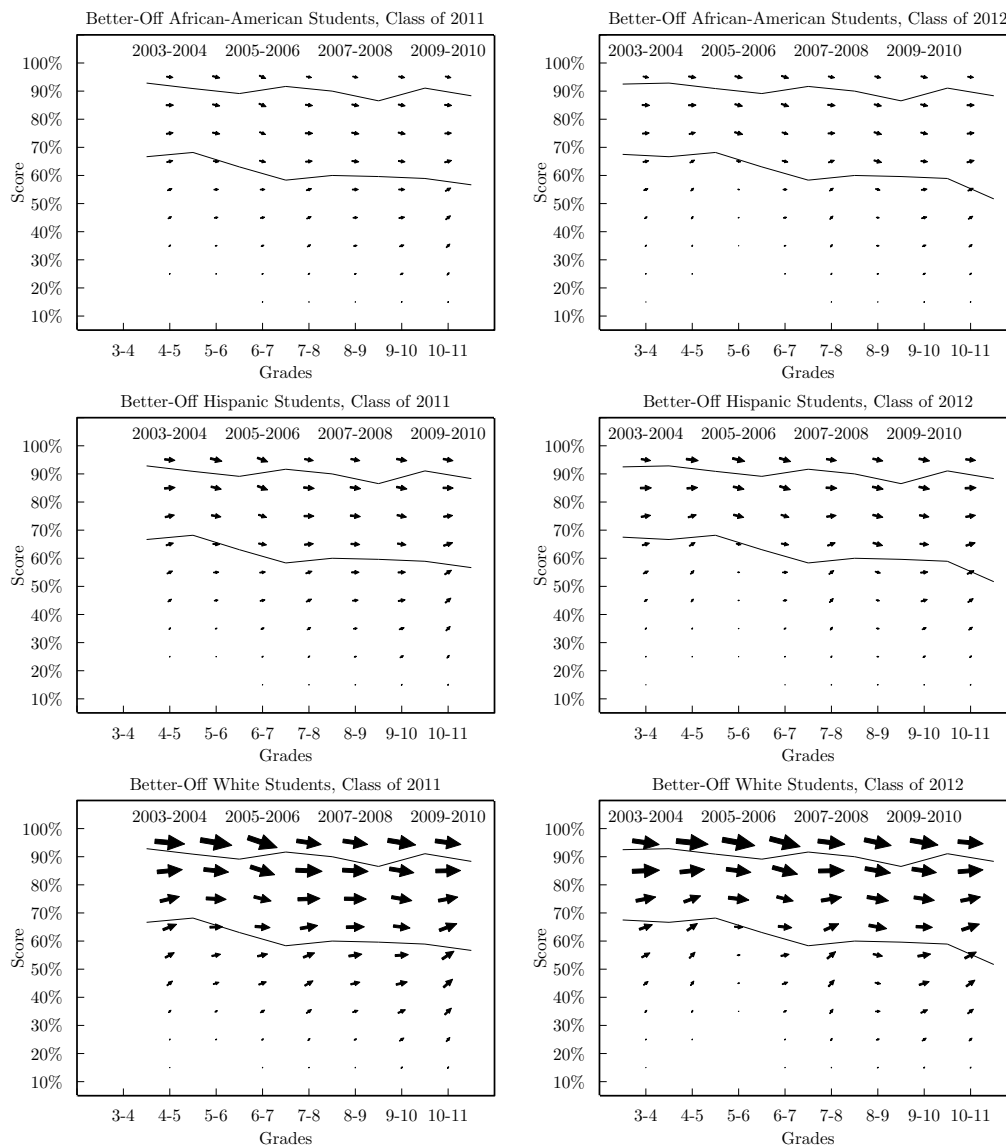 Better-Off African-American Students, Class of 2011
2003-2004 2005-2006 2007-2008 2009-2010
100%
90%
80%
70%
60%
50%
40%
30%
20%
10%
Score
3-4 4-5 5-6 6-7 7-8 8-9 9-10 10-11
Grades
Better-Off African-American Students, Class of 2012
2003-2004 2005-2006 2007-2008 2009-2010
100%
90%
80%
70%
60%
50%
40%
30%
20%
10%
Score
3-4 4-5 5-6 6-7 7-8 8-9 9-10 10-11
Grades
Better-Off Hispanic Students, Class of 2011
2003-2004 2005-2006 2007-2008 2009-2010
100%
90%
80%
70%
60%
50%
40%
30%
20%
10%
Score
3-4 4-5 5-6 6-7 7-8 8-9 9-10 10-11
Grades
Better-Off Hispanic Students, Class of 2012
2003-2004 2005-2006 2007-2008 2009-2010
100%
90%
80%
70%
60%
50%
40%
30%
20%
10%
Score
3-4 4-5 5-6 6-7 7-8 8-9 9-10 10-11
Grades
Better-Off White Students, Class of 2011
2003-2004 2005-2006 2007-2008 2009-2010
100%
90%
80%
70%
60%
50%
40%
30%
20%
10%
Score
3-4 4-5 5-6 6-7 7-8 8-9 9-10 10-11
Grades
Better-Off White Students, Class of 2012
2003-2004 2005-2006 2007-2008 2009-2010
100%
90%
80%
70%
60%
50%
40%
30%
20%
10%
Score
3-4 4-5 5-6 6-7 7-8 8-9 9-10 10-11
Grades